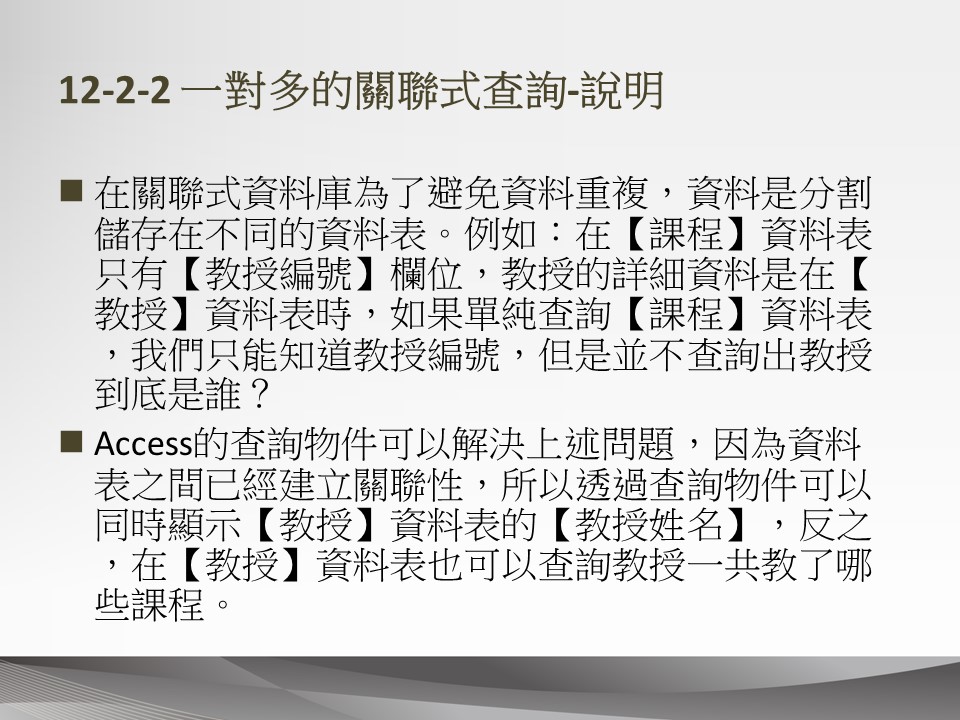 12-2-2 一對多的關聯式查詢-說明
在關聯式資料庫為了避免資料重複，資料是分割
儲存在不同的資料表。例如：在【課程】資料表
只有【教授編號】欄位，教授的詳細資料是在【
教授】資料表時，如果單純查詢【課程】資料表
，我們只能知道教授編號，但是並不查詢出教授
到底是誰？
Access的查詢物件可以解決上述問題，因為資料
表之間已經建立關聯性，所以透過查詢物件可以
同時顯示【教授】資料表的【教授姓名】，反之
，在【教授】資料表也可以查詢教授一共教了哪
些課程。